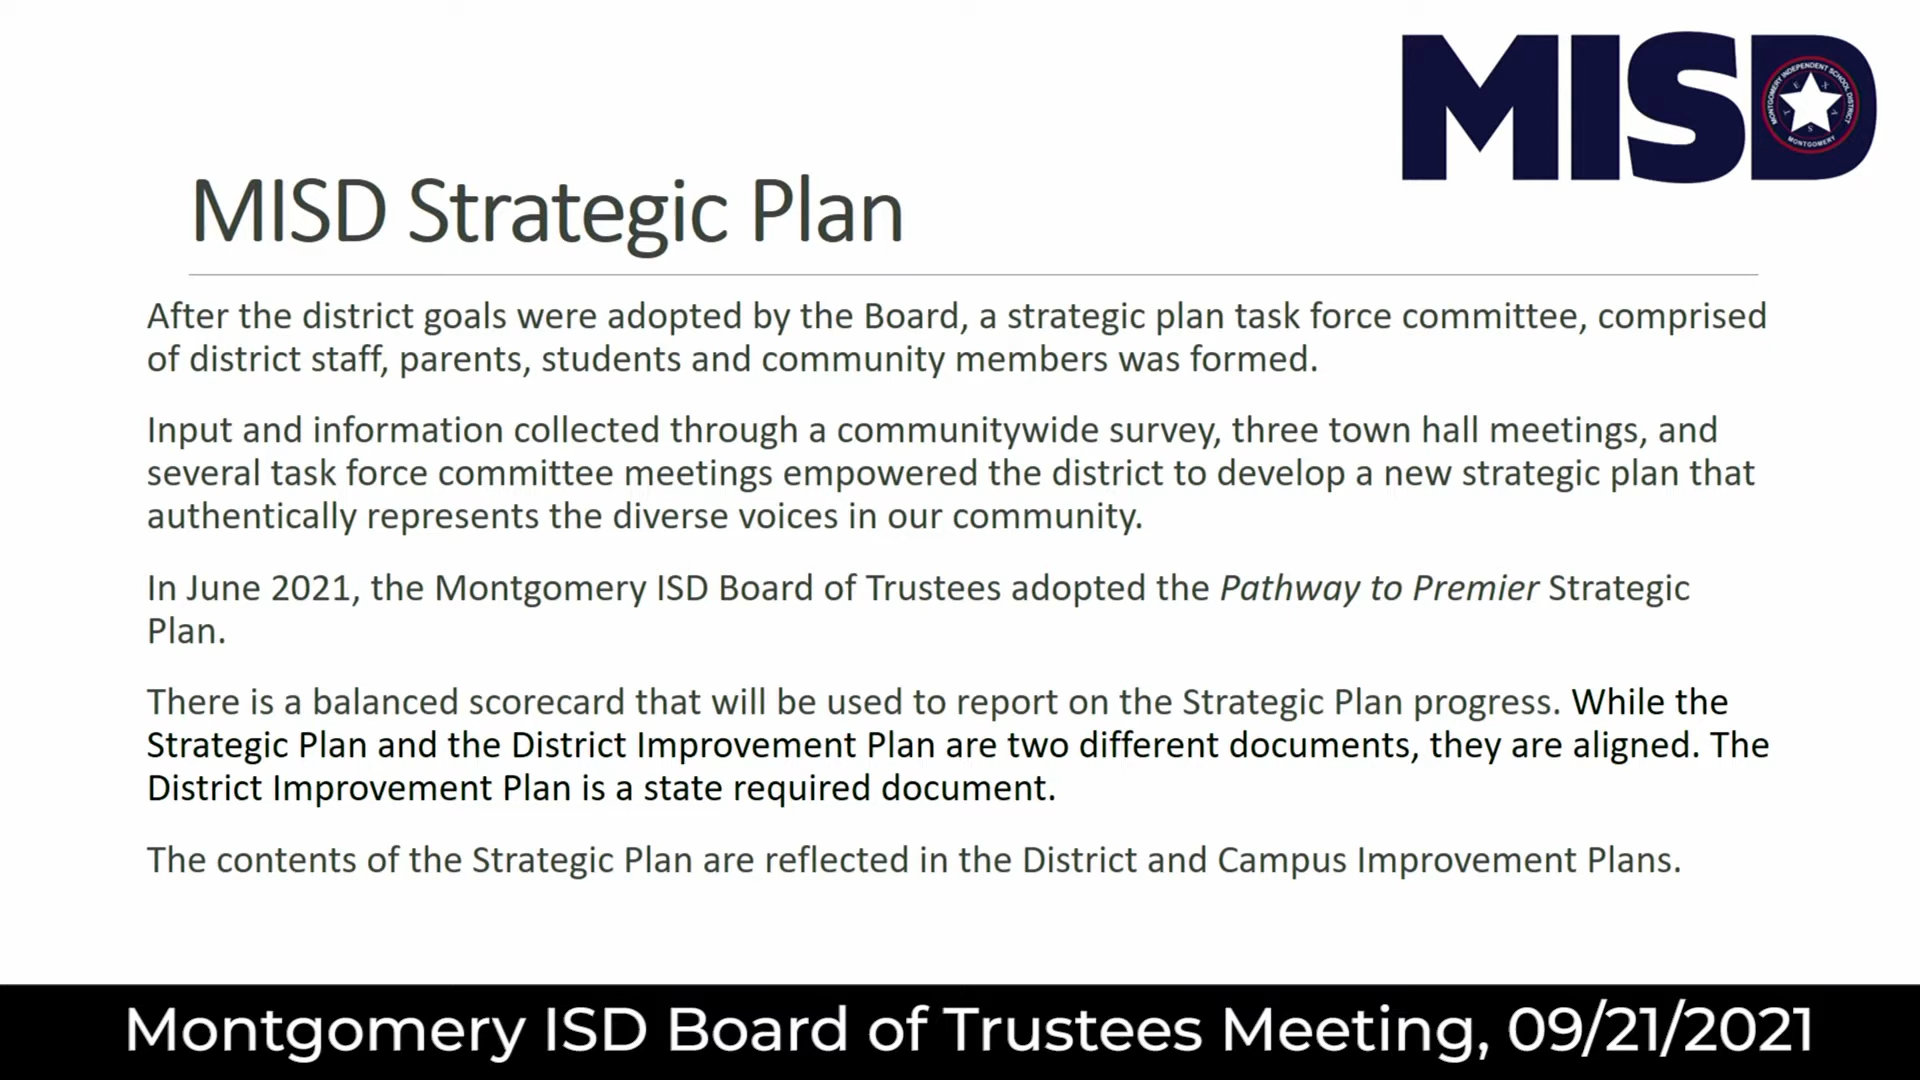 MISD
MONTGOMERY INDEPENDENT SCHOOL DISTRICT
T E X A S
MONTGOMERY
MISD Strategic Plan
After the district goals were adopted by the Board, a strategic plan task force committee, comprised
of district staff, parents, students and community members was formed.
Input and information collected through a communitywide survey, three town hall meetings, and
several task force committee meetings empowered the district to develop a new strategic plan that
authentically represents the diverse voices in our community.
In June 2021, the Montgomery ISD Board of Trustees adopted the Pathway to Premier Strategic
Plan.
There is a balanced scorecard that will be used to report on the Strategic Plan progress. While the
Strategic Plan and the District Improvement Plan are two different documents, they are aligned. The
District Improvement Plan is a state required document.
The contents of the Strategic Plan are reflected in the District and Campus Improvement Plans.
Montgomery ISD Board of Trustees Meeting, 09/21/2021